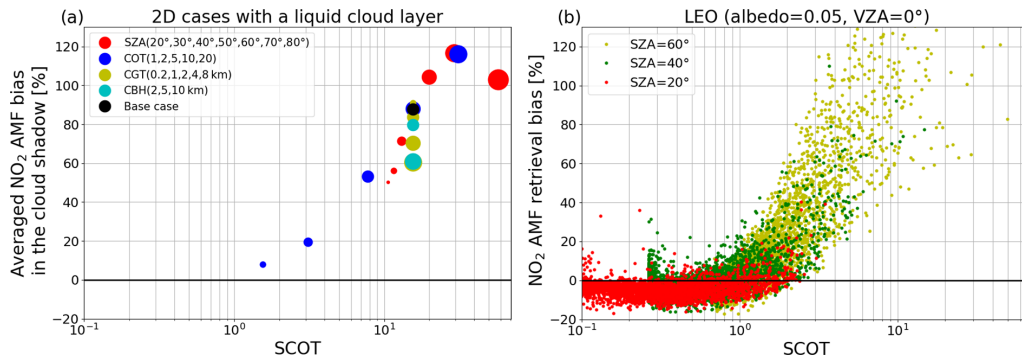 (a)
2D cases with a liquid cloud layer
SZA(20°,30°,40°,50°,60°,70°,80°)
COT(1,2,5,10,20)
CGT(0.2,1,2,4,8 km)
CBH(2,5,10 km)
Base case
Averaged NO₂ AMF bias
in the cloud shadow [%]
120
100
80
60
40
20
0
−20
10⁻¹
10⁰
10¹
SCOT
(b)
LEO (albedo=0.05, VZA=0°)
SZA=60°
SZA=40°
SZA=20°
NO₂ AMF retrieval bias [%]
120
100
80
60
40
20
0
−20
10⁻¹
10⁰
10¹
SCOT